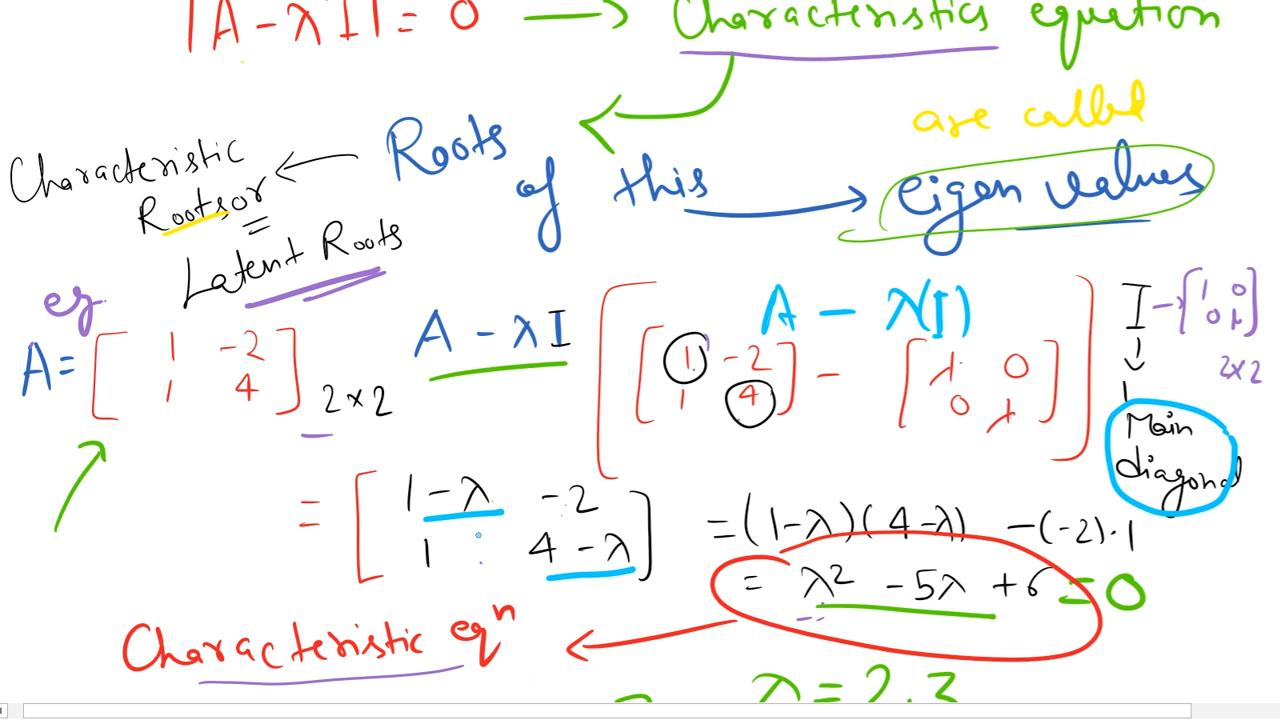 |A - λI| = 0 → Characteristics equation
are called
Characteristic ← Roots
Roots or
of this → eigen values
Latent Roots
eg
A = [ 1 -2
1 4 ] 2×2
A - λI
A - λ(I)
[ 1 -2
1 4 ] - [ λ 0
0 λ ]
I → [ 1 0
0 1 ]
2×2
Main
diagonal
= [ 1-λ -2
1 4-λ ]
= (1-λ)(4-λ) -(-2)·1
= λ² - 5λ + 6 = 0
Characteristic eqⁿ
λ = 2,3